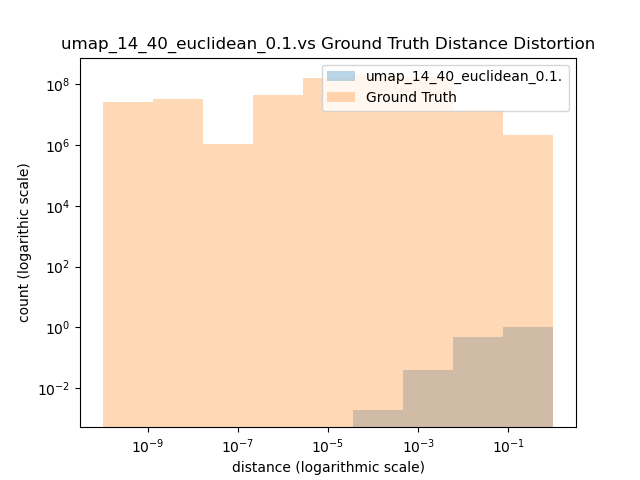 umap_14_40_euclidean_0.1.vs Ground Truth Distance Distortion
umap_14_40_euclidean_0.1.
Ground Truth
count (logarithic scale)
10^8
10^6
10^4
10^2
10^0
10^-2
10^-9 10^-7 10^-5 10^-3 10^-1
distance (logarithmic scale)